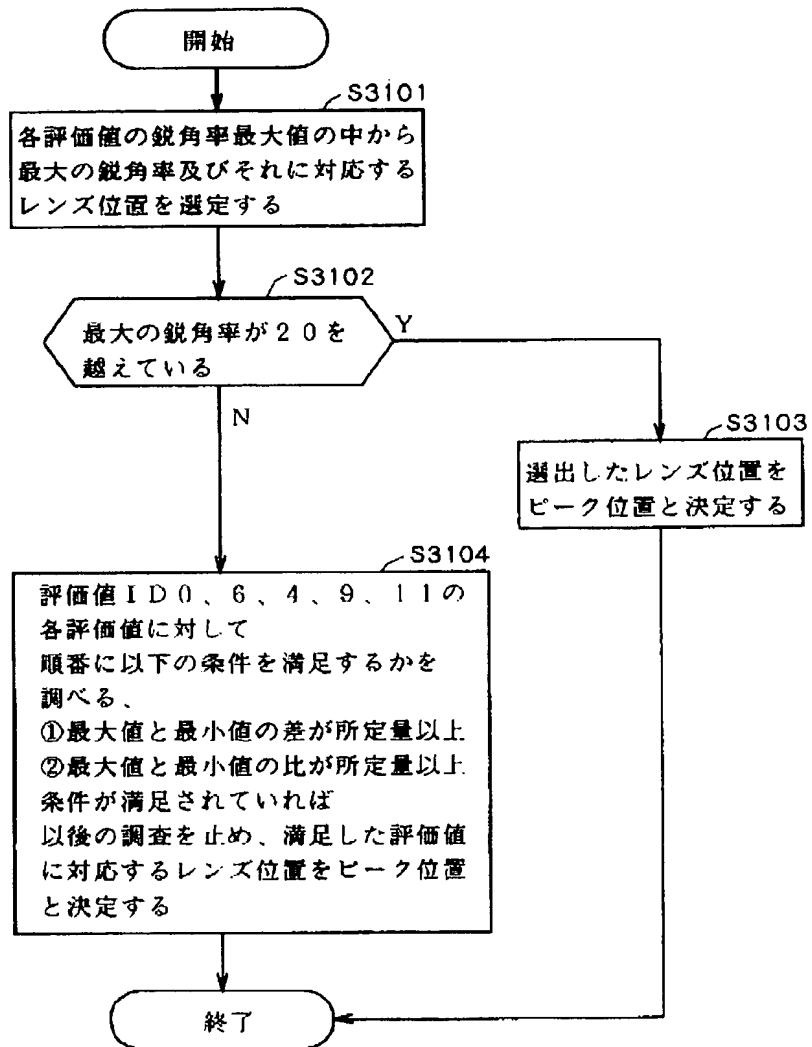 開始
S3101
各評価値の鋭角率最大値の中から
最大の鋭角率及びそれに対応する
レンズ位置を選定する
S3102
最大の鋭角率が20を
越えている
Y
N
S3103
選出したレンズ位置を
ピーク位置と決定する
S3104
評価値ID0、6、4、9、11の
各評価値に対して
順番に以下の条件を満足するかを
調べる、
①最大値と最小値の差が所定量以上
②最大値と最小値の比が所定量以上
条件が満足されていれば
以後の調査を止め、満足した評価値
に対応するレンズ位置をピーク位置
と決定する
終了